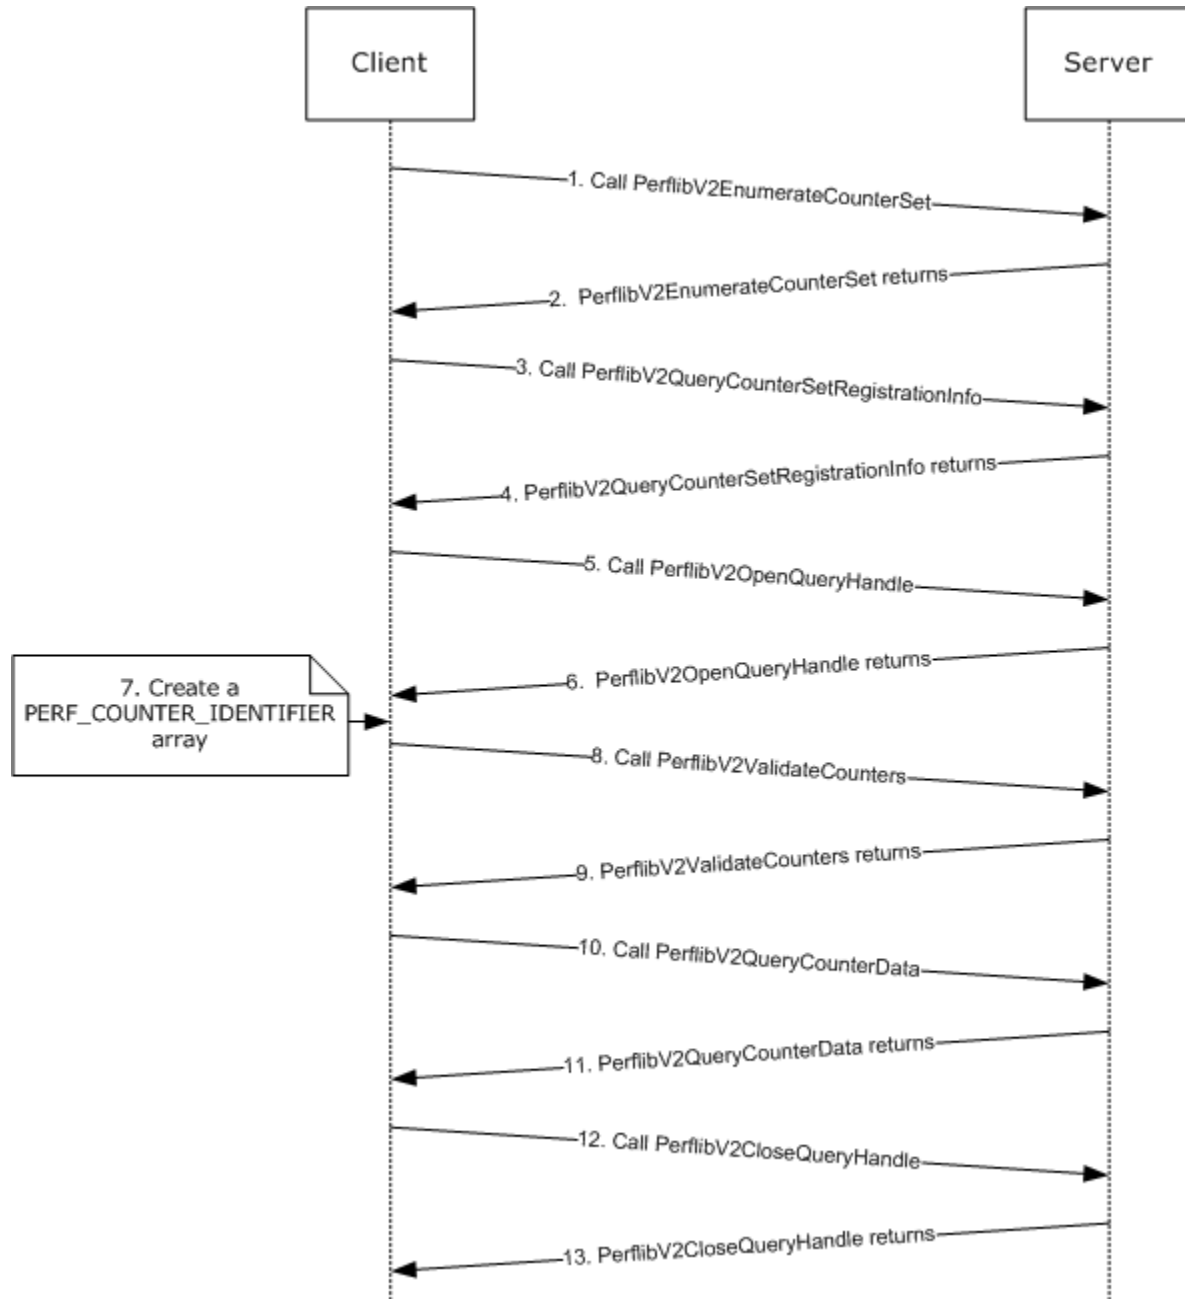 Client
Server
1. Call PerflibV2EnumerateCounterSet
2. PerflibV2EnumerateCounterSet returns
3. Call PerflibV2QueryCounterSetRegistrationInfo
4. PerflibV2QueryCounterSetRegistrationInfo returns
5. Call PerflibV2OpenQueryHandle
6. PerflibV2OpenQueryHandle returns
7. Create a
PERF_COUNTER_IDENTIFIER
array
8. Call PerflibV2ValidateCounters
9. PerflibV2ValidateCounters returns
10. Call PerflibV2QueryCounterData
11. PerflibV2QueryCounterData returns
12. Call PerflibV2CloseQueryHandle
13. PerflibV2CloseQueryHandle returns